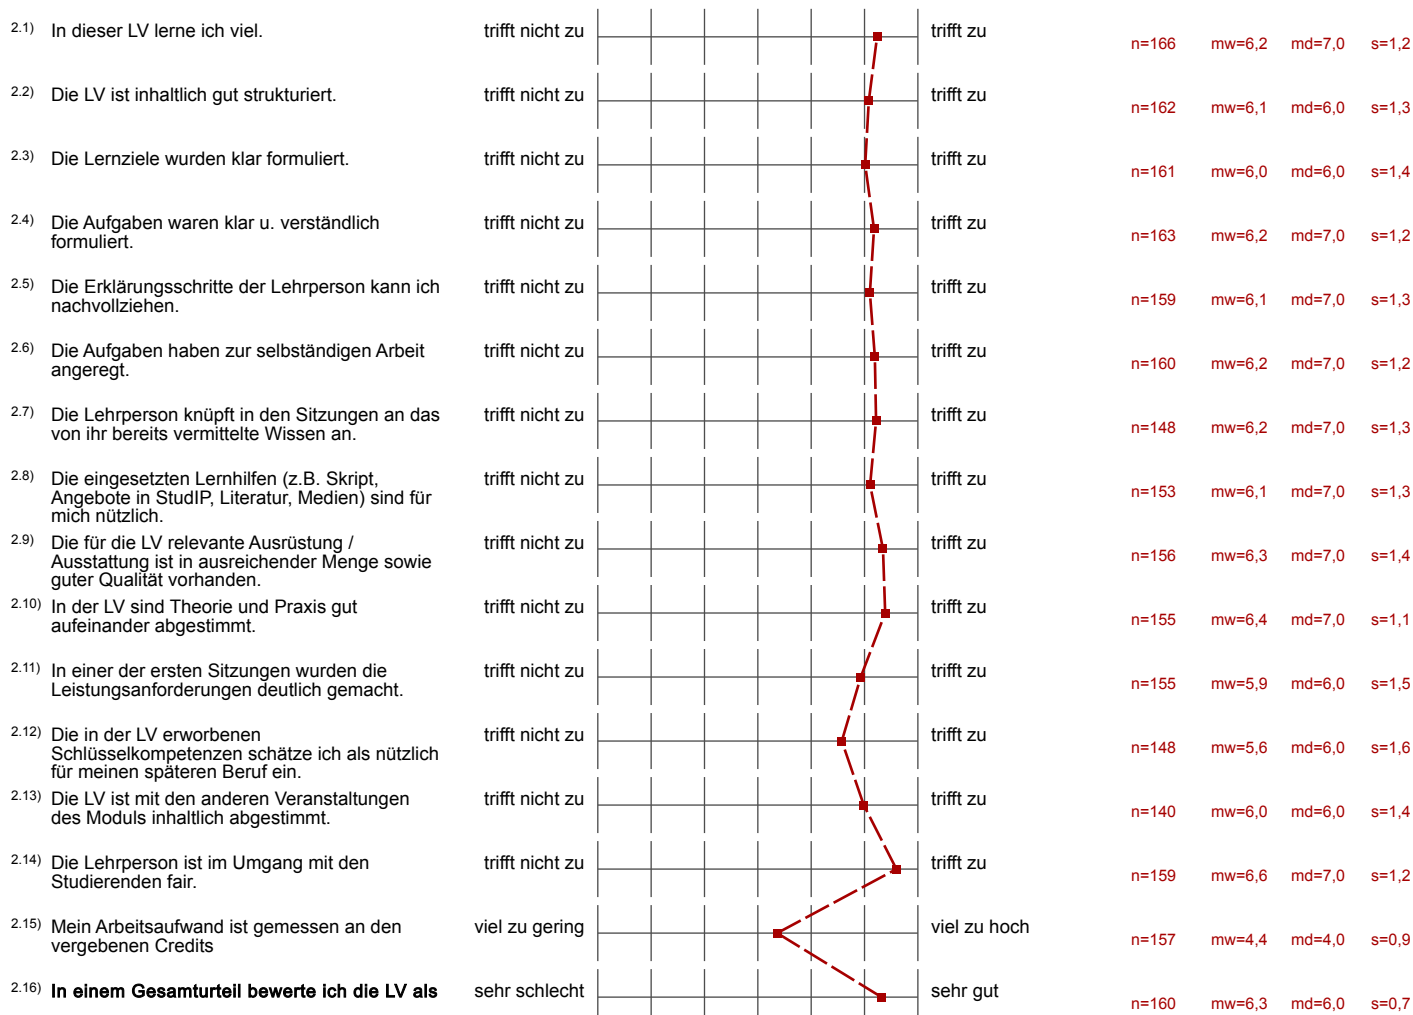 2.1) In dieser LV lerne ich viel. trifft nicht zu trifft zu n=166 mw=6,2 md=7,0 s=1,2
2.2) Die LV ist inhaltlich gut strukturiert. trifft nicht zu trifft zu n=162 mw=6,1 md=6,0 s=1,3
2.3) Die Lernziele wurden klar formuliert. trifft nicht zu trifft zu n=161 mw=6,0 md=6,0 s=1,4
2.4) Die Aufgaben waren klar u. verständlich trifft nicht zu trifft zu
formuliert. n=163 mw=6,2 md=7,0 s=1,2
2.5) Die Erklärungsschritte der Lehrperson kann ich trifft nicht zu trifft zu
nachvollziehen. n=159 mw=6,1 md=7,0 s=1,3
2.6) Die Aufgaben haben zur selbständigen Arbeit trifft nicht zu trifft zu
angeregt. n=160 mw=6,2 md=7,0 s=1,2
2.7) Die Lehrperson knüpft in den Sitzungen an das trifft nicht zu trifft zu
von ihr bereits vermittelte Wissen an. n=148 mw=6,2 md=7,0 s=1,3
2.8) Die eingesetzten Lernhilfen (z.B. Skript, trifft nicht zu trifft zu
Angebote in StudIP, Literatur, Medien) sind für n=153 mw=6,1 md=7,0 s=1,3
mich nützlich.
2.9) Die für die LV relevante Ausrüstung / trifft nicht zu trifft zu
Ausstattung ist in ausreichender Menge sowie n=156 mw=6,3 md=7,0 s=1,4
guter Qualität vorhanden.
2.10) In der LV sind Theorie und Praxis gut trifft nicht zu trifft zu
aufeinander abgestimmt. n=155 mw=6,4 md=7,0 s=1,1
2.11) In einer der ersten Sitzungen wurden die trifft nicht zu trifft zu
Leistungsanforderungen deutlich gemacht. n=155 mw=5,9 md=6,0 s=1,5
2.12) Die in der LV erworbenen trifft nicht zu trifft zu
Schlüsselkompetenzen schätze ich als nützlich n=148 mw=5,6 md=6,0 s=1,6
für meinen späteren Beruf ein.
2.13) Die LV ist mit den anderen Veranstaltungen trifft nicht zu trifft zu
des Moduls inhaltlich abgestimmt. n=140 mw=6,0 md=6,0 s=1,4
2.14) Die Lehrperson ist im Umgang mit den trifft nicht zu trifft zu
Studierenden fair. n=159 mw=6,6 md=7,0 s=1,2
2.15) Mein Arbeitsaufwand ist gemessen an den viel zu gering viel zu hoch
vergebenen Credits n=157 mw=4,4 md=4,0 s=0,9
2.16) In einem Gesamturteil bewerte ich die LV als sehr schlecht sehr gut n=160 mw=6,3 md=6,0 s=0,7